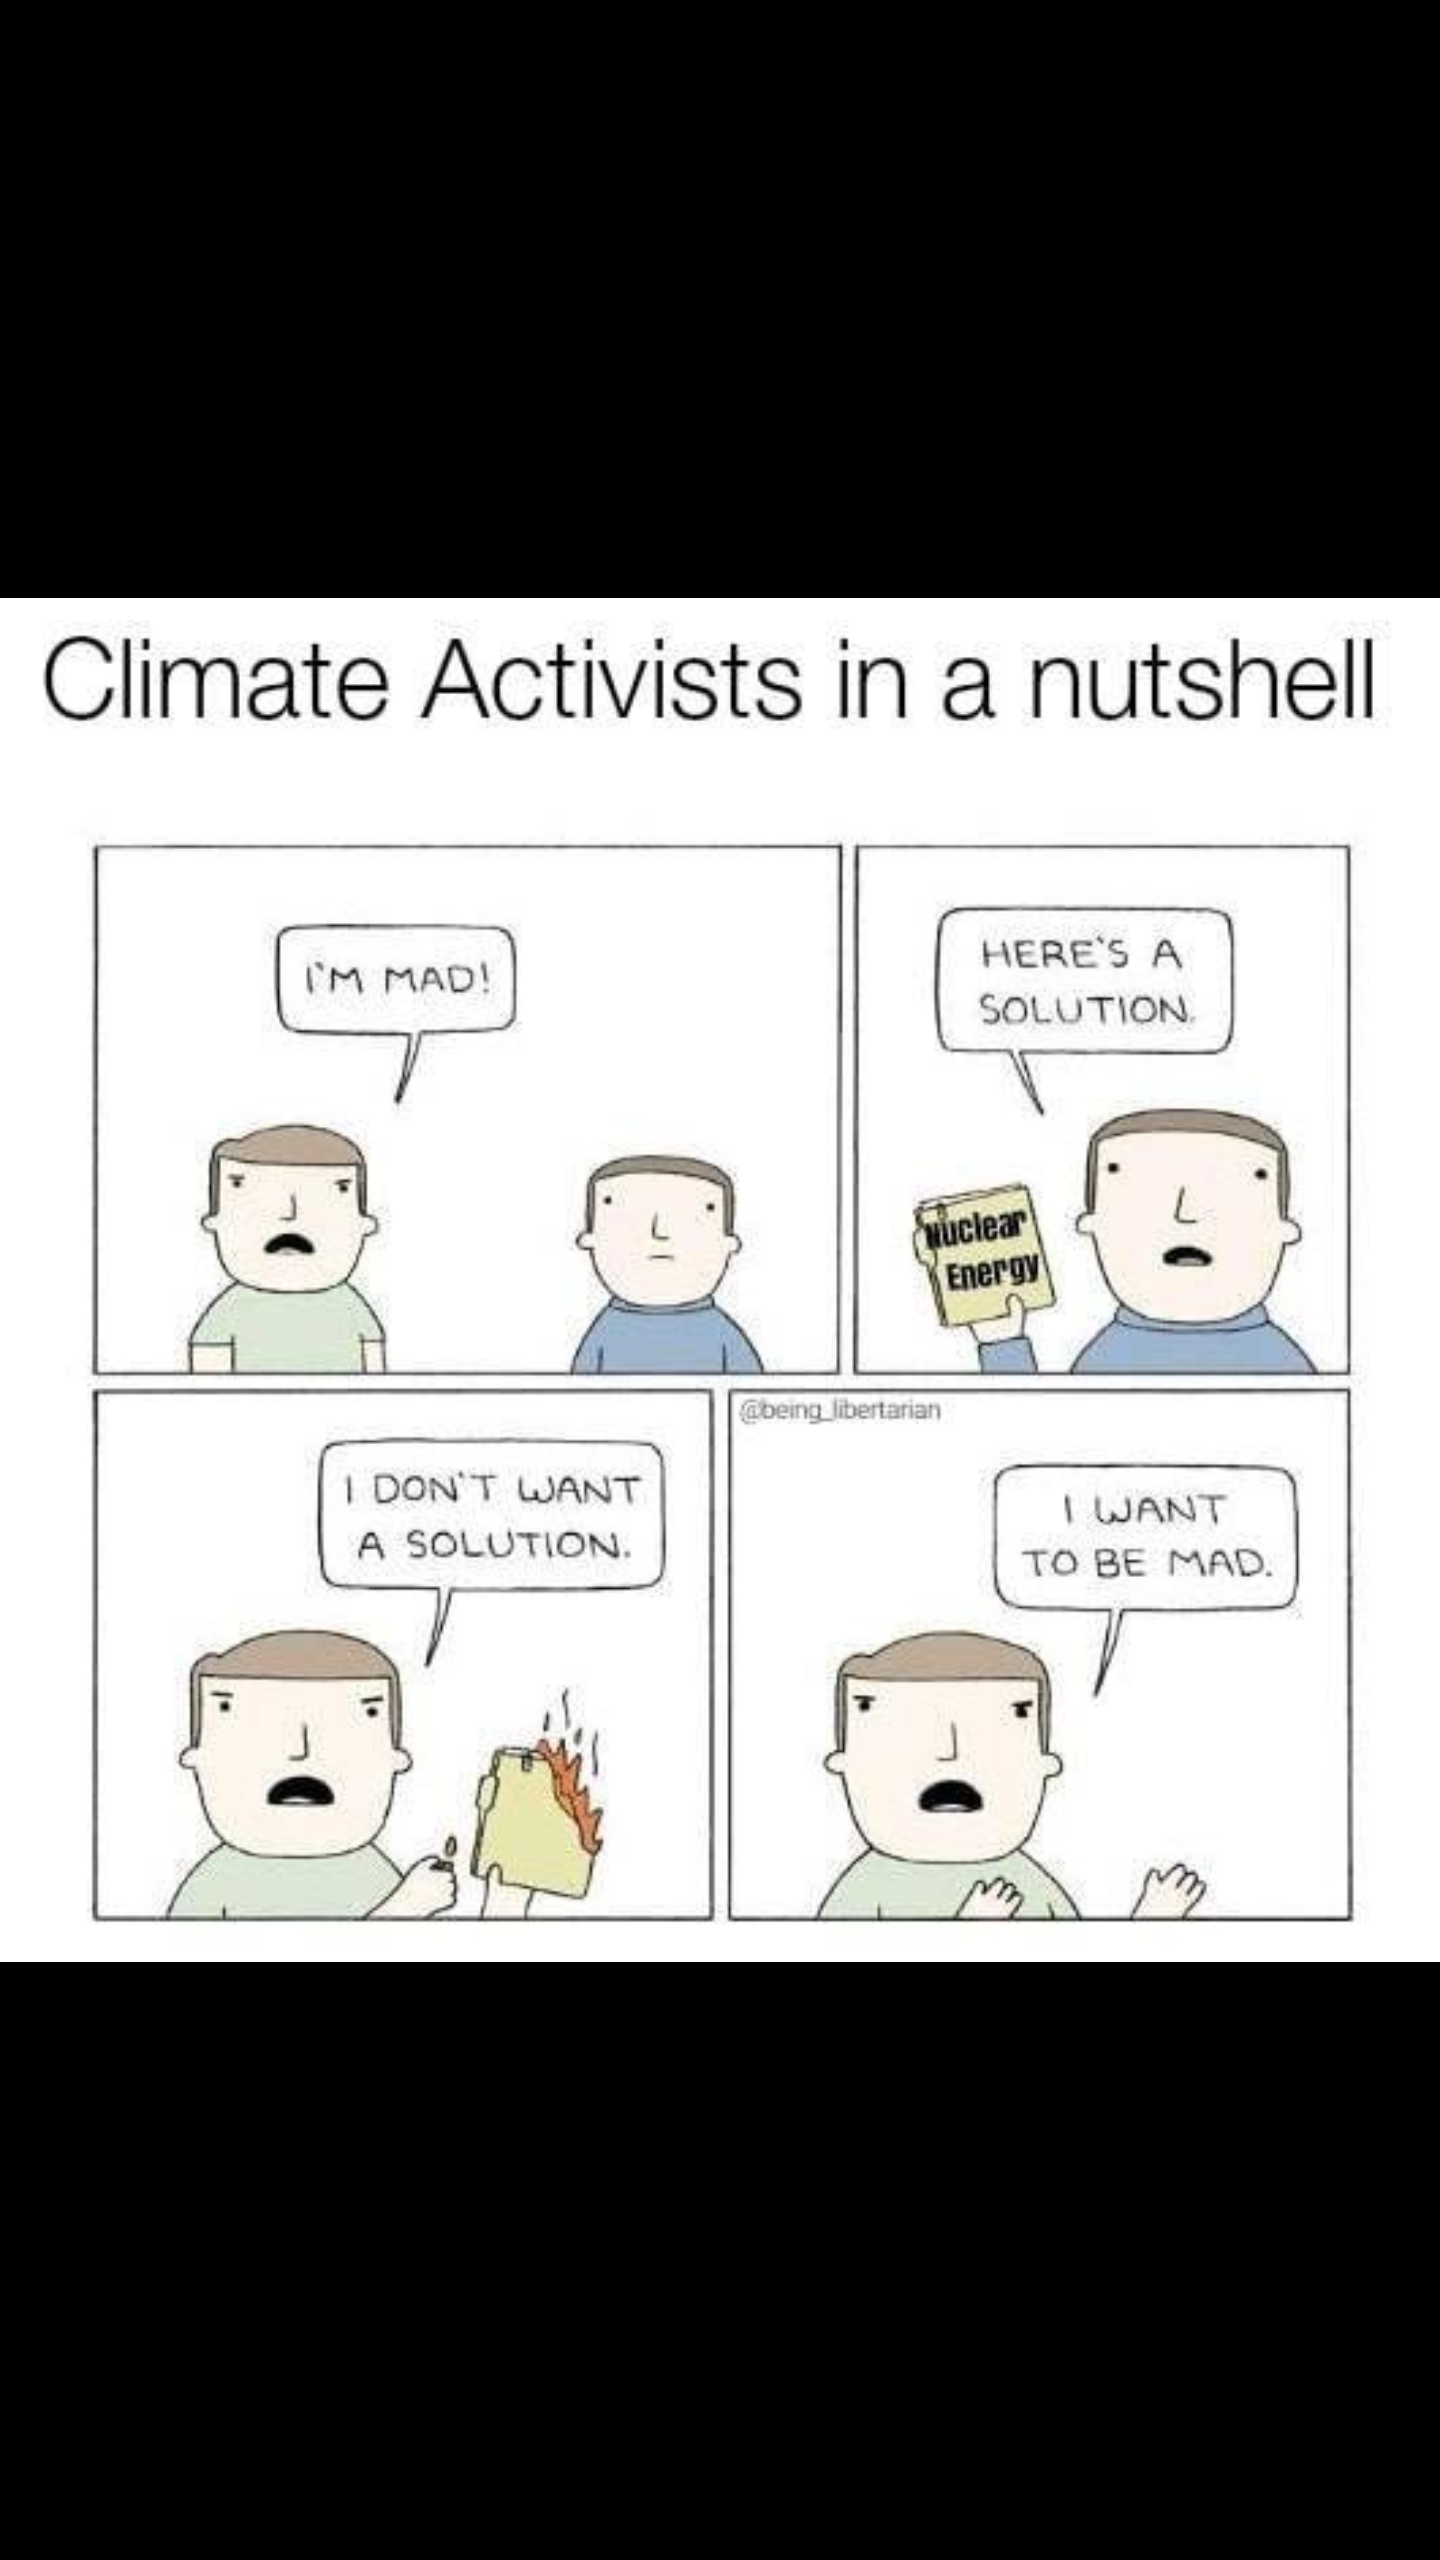 Climate Activists in a nutshell
I'M MAD!
HERE'S A
SOLUTION.
Nuclear
Energy
I DON'T WANT
A SOLUTION.
@being_libertarian
I WANT
TO BE MAD.